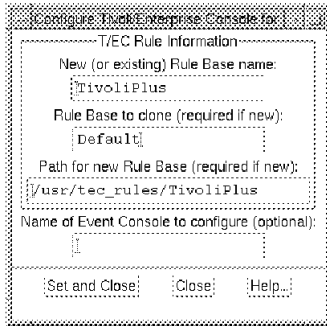 Configure Tivoli/Enterprise Console for
T/EC Rule Information
New (or existing) Rule Base name:
TivoliPlus
Rule Base to clone (required if new):
Default
Path for new Rule Base (required if new):
/usr/tec_rules/TivoliPlus
Name of Event Console to configure (optional):
Set and Close Close Help...